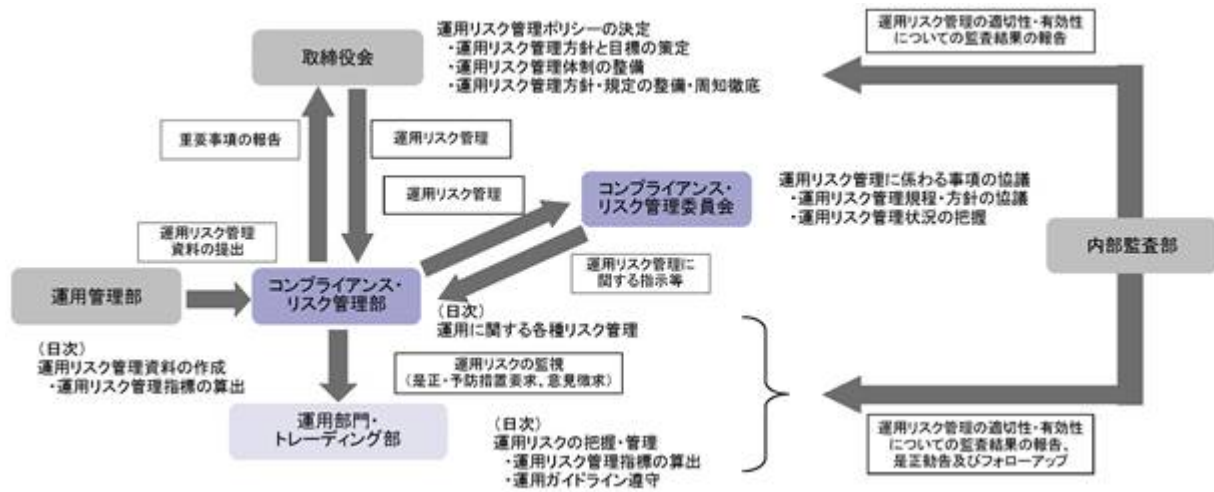 取締役会
運用リスク管理ポリシーの決定
・運用リスク管理方針と目標の策定
・運用リスク管理体制の整備
・運用リスク管理方針・規定の整備・周知徹底
運用リスク管理の適切性・有効性
についての監査結果の報告
重要事項の報告
運用リスク管理
運用リスク管理
コンプライアンス・
リスク管理委員会
運用リスク管理に係わる事項の協議
・運用リスク管理規程・方針の協議
・運用リスク管理状況の把握
内部監査部
運用リスク管理
資料の提出
運用リスク管理に
関する指示等
運用管理部
コンプライアンス・
リスク管理部
（日次）
運用に関する各種リスク管理
（日次）
運用リスク管理資料の作成
・運用リスク管理指標の算出
運用リスクの監視
（是正・予防措置要求、意見徴求）
運用部門・
トレーディング部
（日次）
運用リスクの把握・管理
・運用リスク管理指標の算出
・運用ガイドライン遵守
運用リスク管理の適切性・有効性
についての監査結果の報告、
是正勧告及びフォローアップ